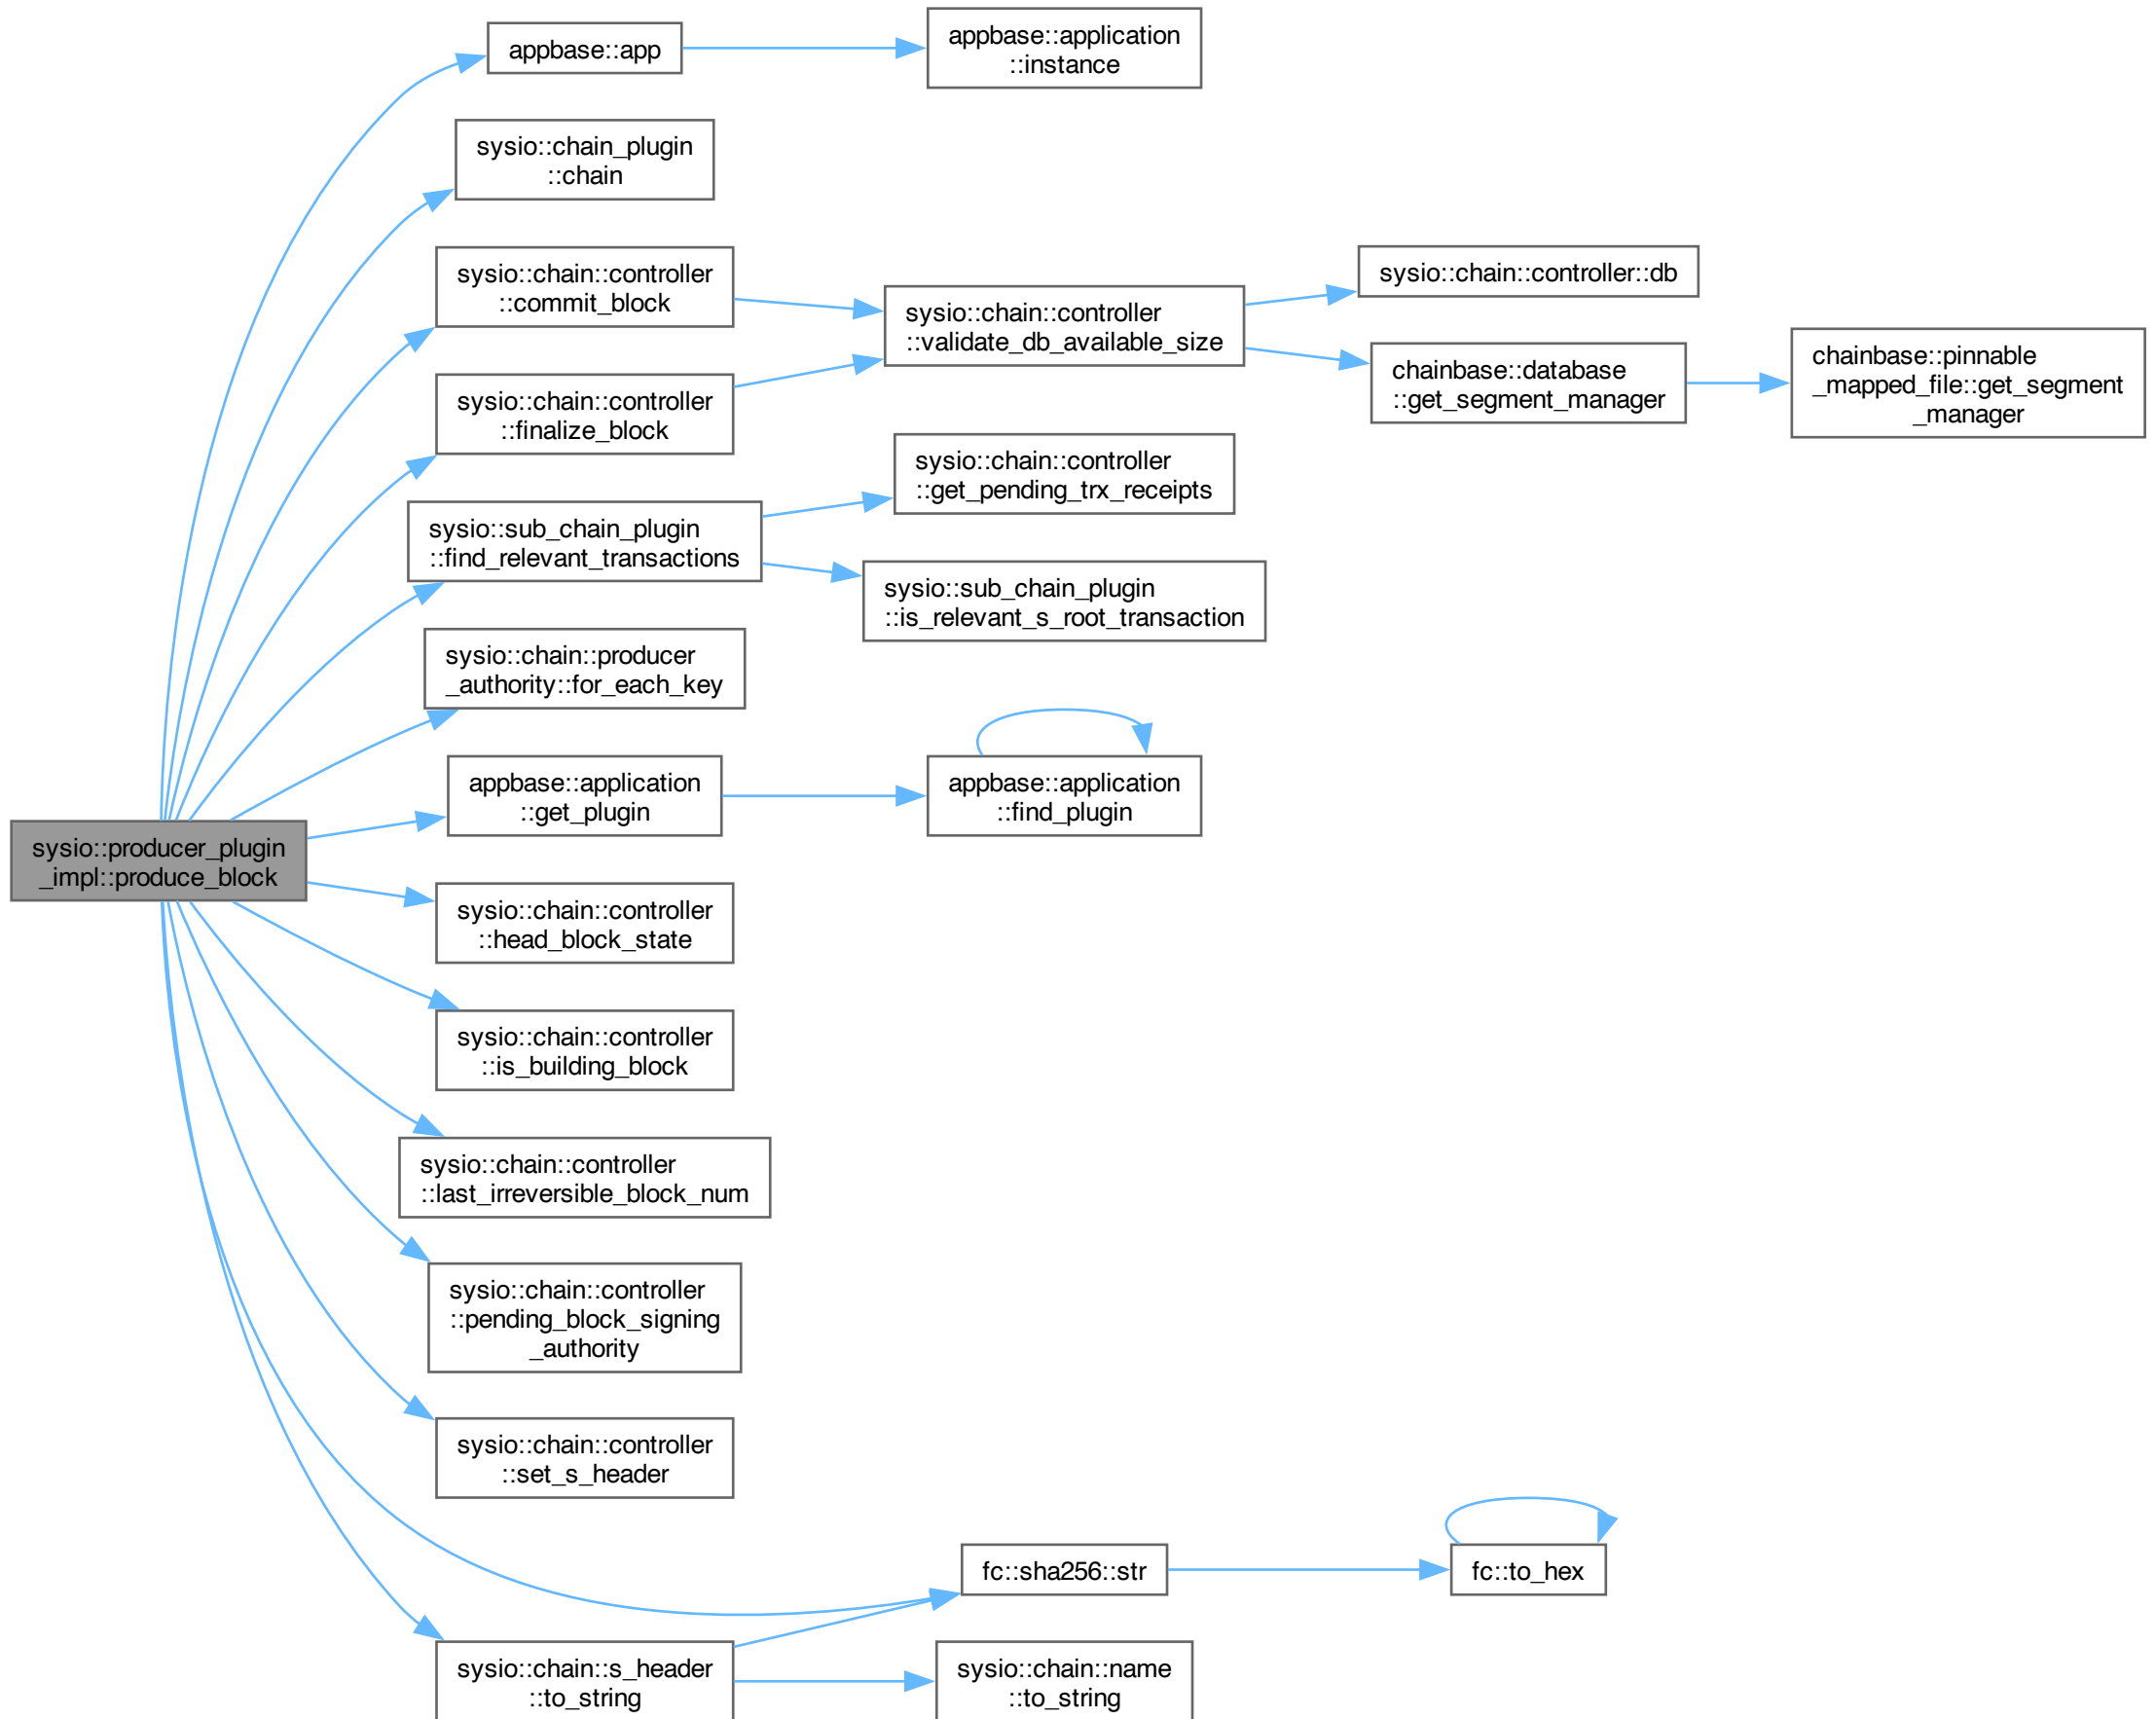 appbase::app
appbase::application
::instance
sysio::chain_plugin
::chain
sysio::chain::controller
::commit_block
sysio::chain::controller
::finalize_block
sysio::chain::controller
::validate_db_available_size
sysio::chain::controller::db
chainbase::database
::get_segment_manager
chainbase::pinnable
_mapped_file::get_segment
_manager
sysio::sub_chain_plugin
::find_relevant_transactions
sysio::chain::controller
::get_pending_trx_receipts
sysio::sub_chain_plugin
::is_relevant_s_root_transaction
sysio::chain::producer
_authority::for_each_key
appbase::application
::get_plugin
appbase::application
::find_plugin
sysio::producer_plugin
_impl::produce_block
sysio::chain::controller
::head_block_state
sysio::chain::controller
::is_building_block
sysio::chain::controller
::last_irreversible_block_num
sysio::chain::controller
::pending_block_signing
_authority
sysio::chain::controller
::set_s_header
fc::sha256::str
fc::to_hex
sysio::chain::s_header
::to_string
sysio::chain::name
::to_string